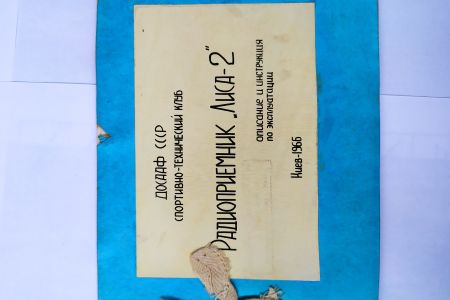 ДОСААФ СССР
СПОРТИВНО-ТЕХНИЧЕСКИЙ КЛУБ
РАДИОПРИЕМНИК „ЛИСА-2"
ОПИСАНИЕ И ИНСТРУКЦИЯ
ПО ЭКСПЛУАТАЦИИ
КИЕВ-1966